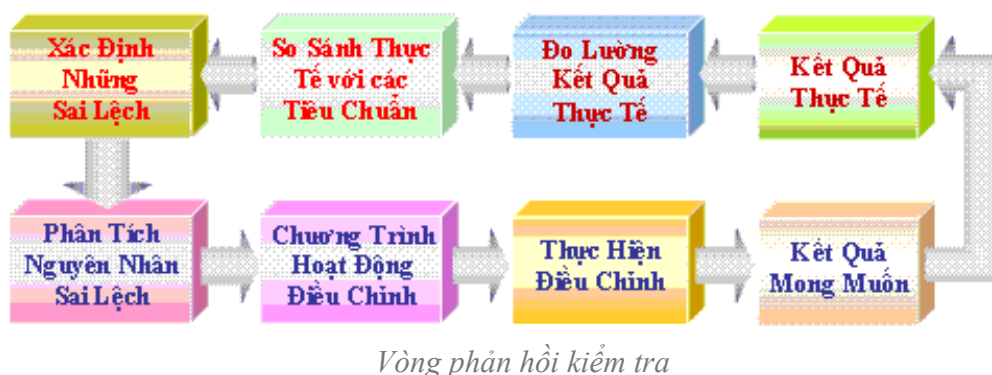 Xác Định
Những
Sai Lệch
So Sánh Thực
Tế với các
Tiêu Chuẩn
Đo Lường
Kết Quả
Thực Tế
Kết Quả
Thực Tế
Phân Tích
Nguyên Nhân
Sai Lệch
Chương Trình
Hoạt Động
Điều Chỉnh
Thực Hiện
Điều Chỉnh
Kết Quả
Mong Muốn
Vòng phản hồi kiểm tra